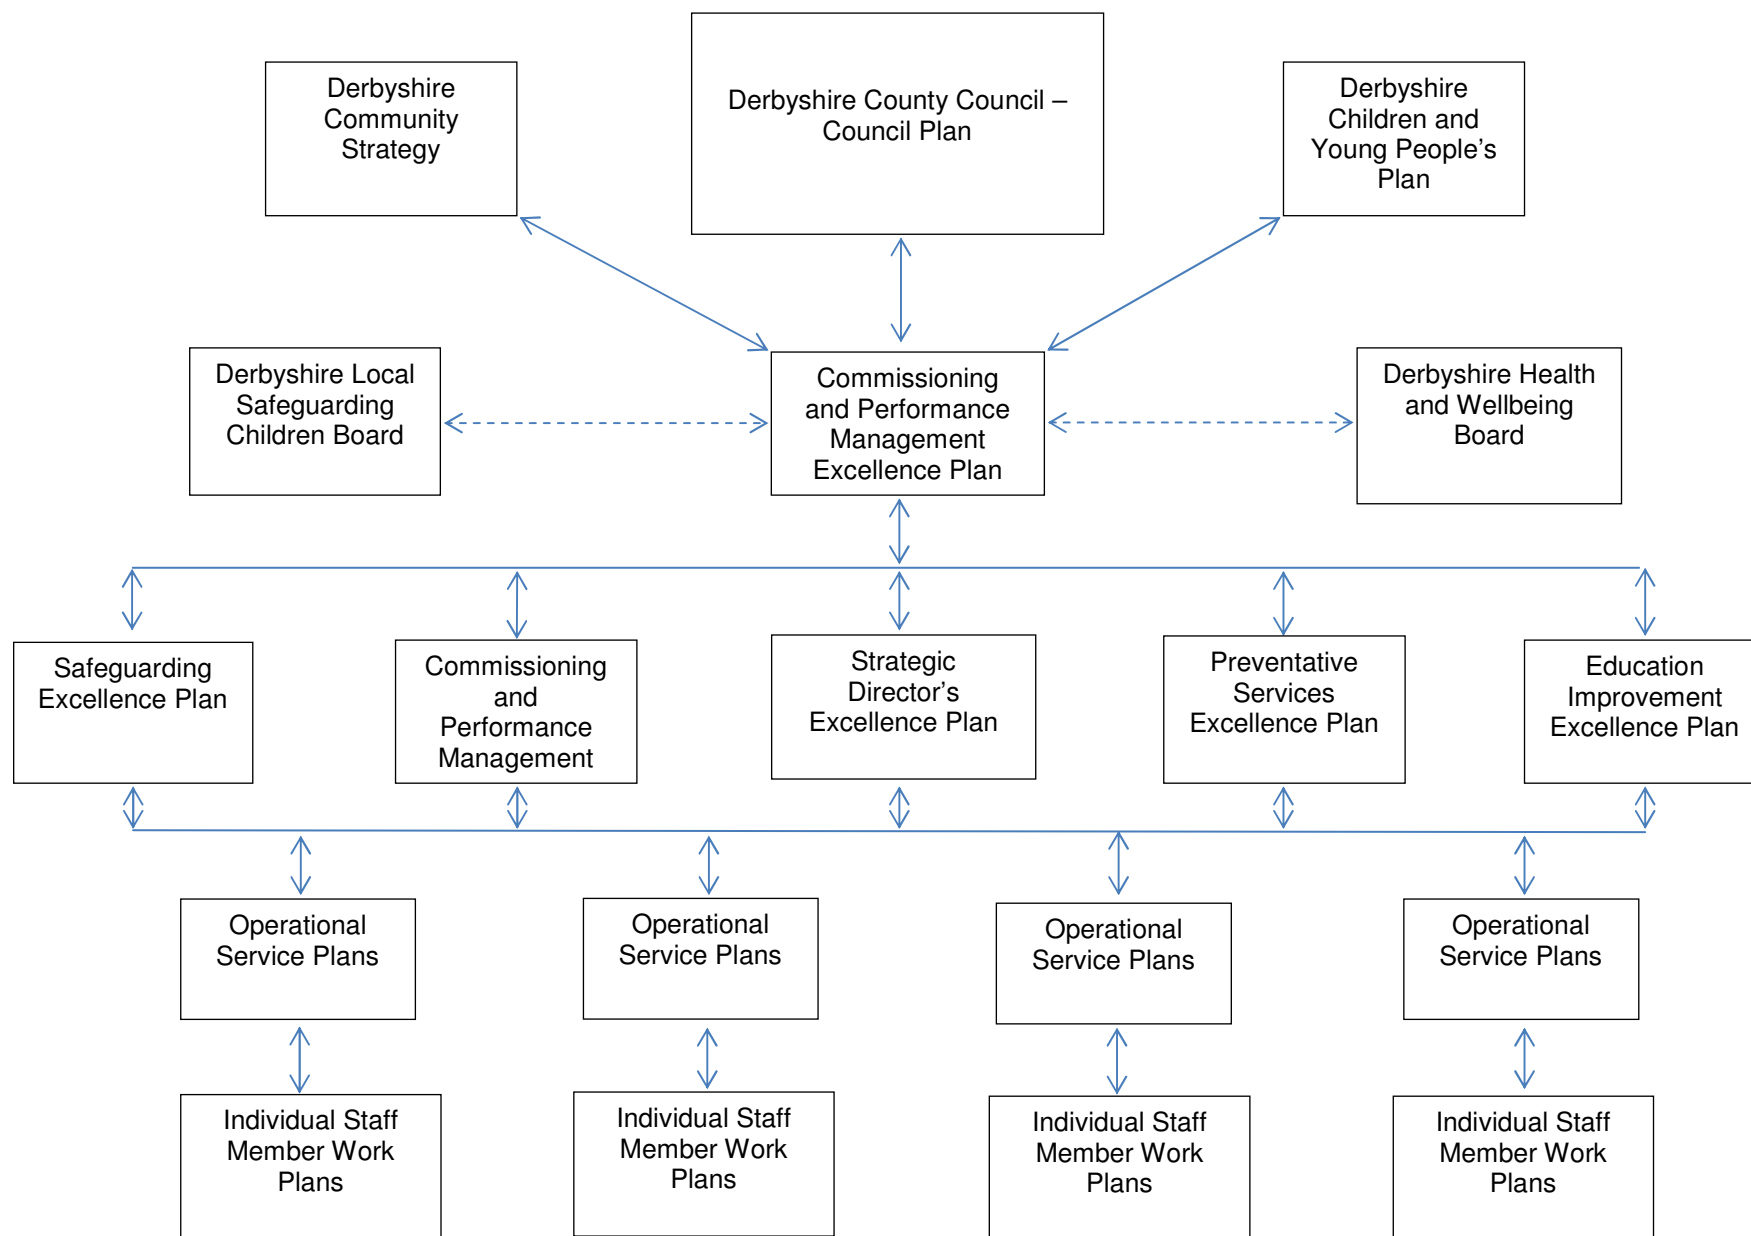 Derbyshire
Community
Strategy
Derbyshire County Council –
Council Plan
Derbyshire
Children and
Young People’s
Plan
Derbyshire Local
Safeguarding
Children Board
Commissioning
and Performance
Management
Excellence Plan
Derbyshire Health
and Wellbeing
Board
Safeguarding
Excellence Plan
Commissioning
and
Performance
Management
Strategic
Director’s
Excellence Plan
Preventative
Services
Excellence Plan
Education
Improvement
Excellence Plan
Operational
Service Plans
Operational
Service Plans
Operational
Service Plans
Operational
Service Plans
Individual Staff
Member Work
Plans
Individual Staff
Member Work
Plans
Individual Staff
Member Work
Plans
Individual Staff
Member Work
Plans